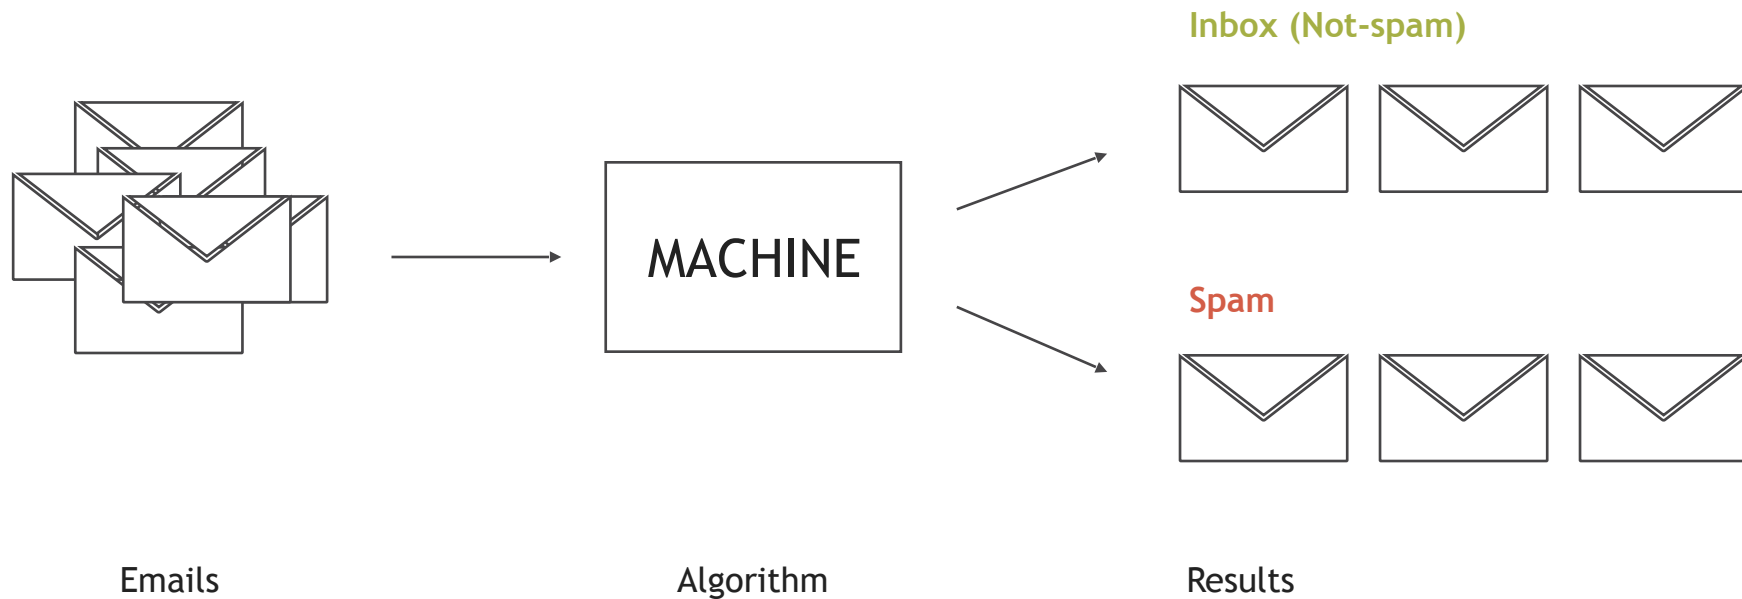 Inbox (Not-spam)
MACHINE
Spam
Emails
Algorithm
Results